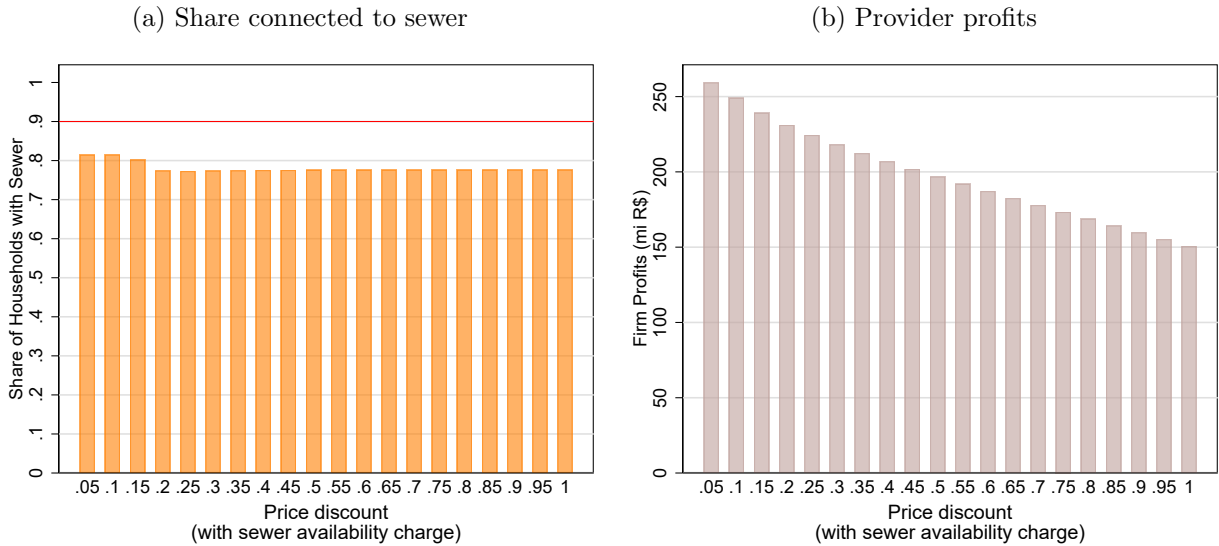 (a) Share connected to sewer
Share of Households with Sewer
1
.9
.8
.7
.6
.5
.4
.3
.2
.1
0
.05 .1 .15 .2 .25 .3 .35 .4 .45 .5 .55 .6 .65 .7 .75 .8 .85 .9 .95 1
Price discount
(with sewer availability charge)
(b) Provider profits
Firm Profits (mi R$)
250
200
150
100
50
0
.05 .1 .15 .2 .25 .3 .35 .4 .45 .5 .55 .6 .65 .7 .75 .8 .85 .9 .95 1
Price discount
(with sewer availability charge)